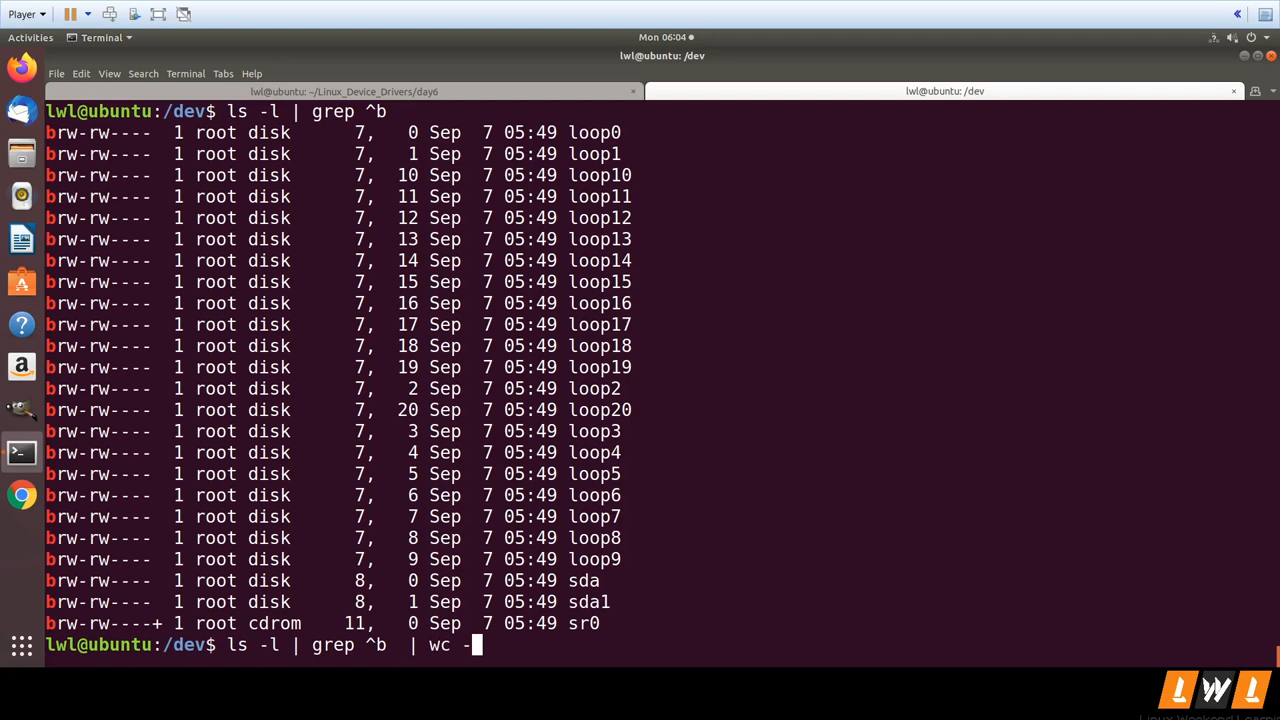 Player
Activities Terminal Mon 06:04
lwl@ubuntu: /dev
File Edit View Search Terminal Tabs Help
lwl@ubuntu: ~/Linux_Device_Drivers/day6 × lwl@ubuntu: /dev ×
lwl@ubuntu:/dev$ ls -l | grep ^b
brw-rw---- 1 root disk 7, 0 Sep 7 05:49 loop0
brw-rw---- 1 root disk 7, 1 Sep 7 05:49 loop1
brw-rw---- 1 root disk 7, 10 Sep 7 05:49 loop10
brw-rw---- 1 root disk 7, 11 Sep 7 05:49 loop11
brw-rw---- 1 root disk 7, 12 Sep 7 05:49 loop12
brw-rw---- 1 root disk 7, 13 Sep 7 05:49 loop13
brw-rw---- 1 root disk 7, 14 Sep 7 05:49 loop14
brw-rw---- 1 root disk 7, 15 Sep 7 05:49 loop15
brw-rw---- 1 root disk 7, 16 Sep 7 05:49 loop16
brw-rw---- 1 root disk 7, 17 Sep 7 05:49 loop17
brw-rw---- 1 root disk 7, 18 Sep 7 05:49 loop18
brw-rw---- 1 root disk 7, 19 Sep 7 05:49 loop19
brw-rw---- 1 root disk 7, 2 Sep 7 05:49 loop2
brw-rw---- 1 root disk 7, 20 Sep 7 05:49 loop20
brw-rw---- 1 root disk 7, 3 Sep 7 05:49 loop3
brw-rw---- 1 root disk 7, 4 Sep 7 05:49 loop4
brw-rw---- 1 root disk 7, 5 Sep 7 05:49 loop5
brw-rw---- 1 root disk 7, 6 Sep 7 05:49 loop6
brw-rw---- 1 root disk 7, 7 Sep 7 05:49 loop7
brw-rw---- 1 root disk 7, 8 Sep 7 05:49 loop8
brw-rw---- 1 root disk 7, 9 Sep 7 05:49 loop9
brw-rw---- 1 root disk 8, 0 Sep 7 05:49 sda
brw-rw---- 1 root disk 8, 1 Sep 7 05:49 sda1
brw-rw----+ 1 root cdrom 11, 0 Sep 7 05:49 sr0
lwl@ubuntu:/dev$ ls -l | grep ^b  | wc -
LWL